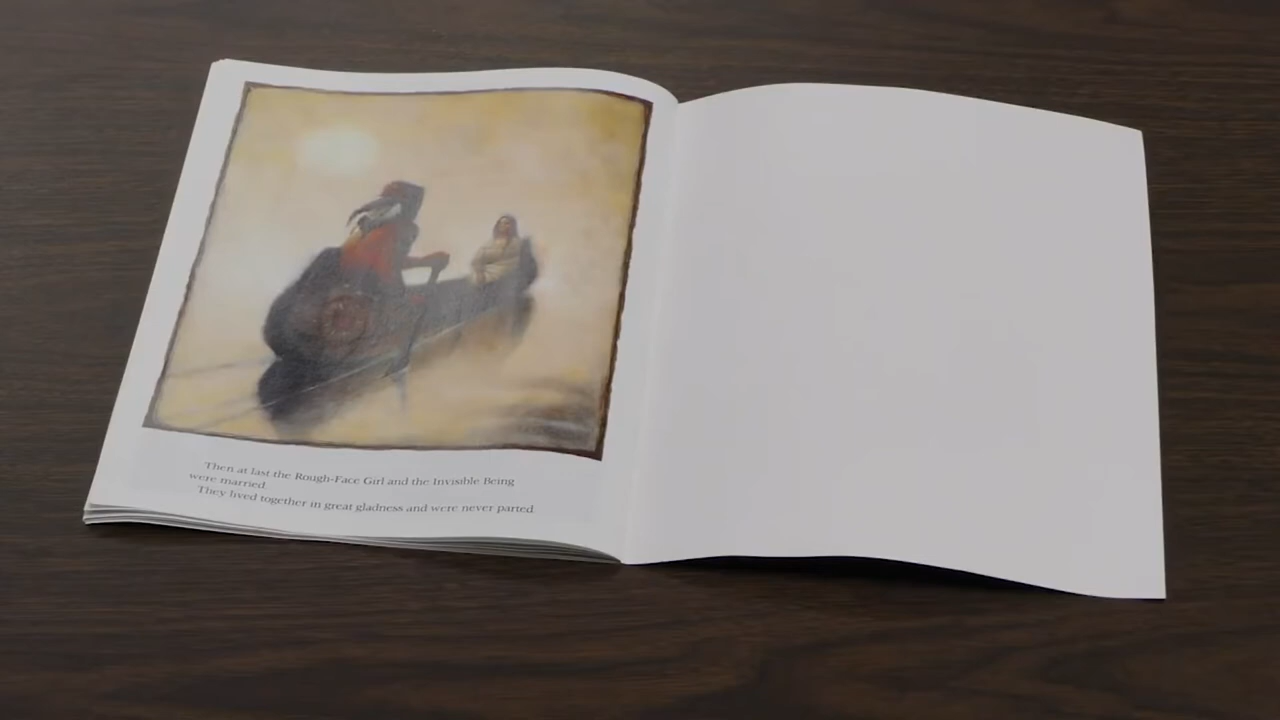 Then at last the Rough-Face Girl and the Invisible Being
were married.
They lived together in great gladness and were never parted.